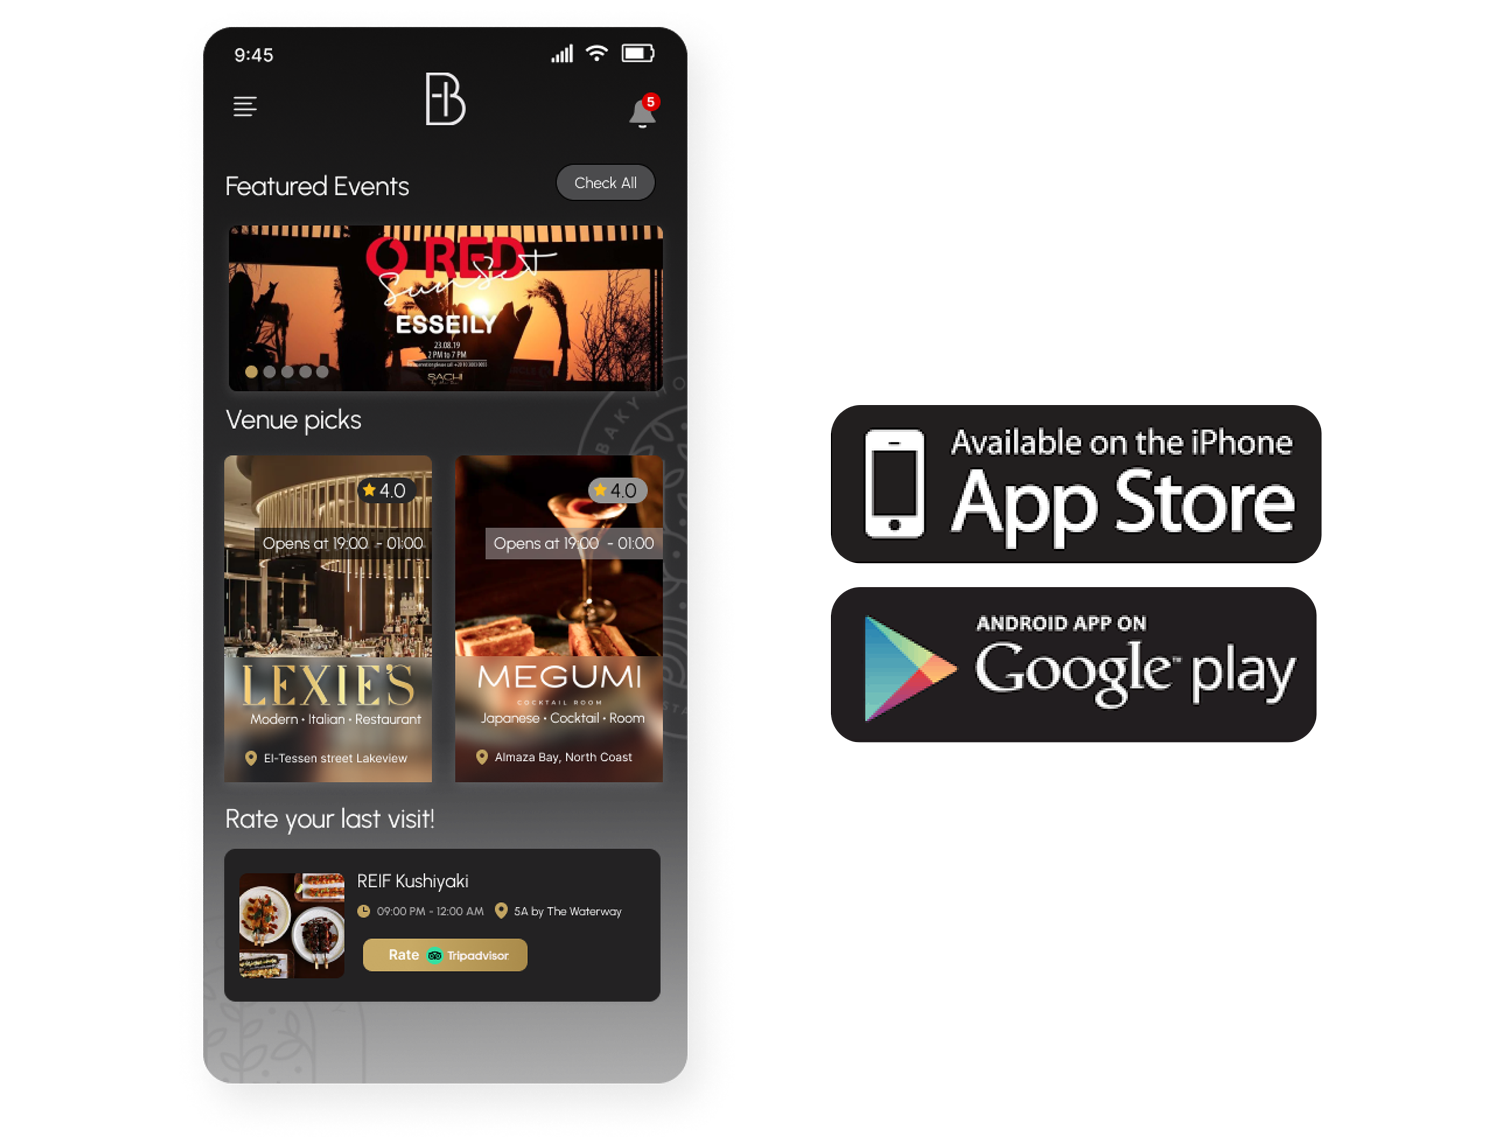 9:45
5
Featured Events
Check All
RED
Sunset
ESSEILY
23.08.19
2 PM to 7 PM
SACHI
Venue picks
4.0
4.0
Opens at 19:00 - 01:00
Opens at 19:00 - 01:00
LEXIE'S
Modern • Italian • Restaurant
El-Tessen street Lakeview
MEGUMI
COCKTAIL ROOM
Japanese • Cocktail • Room
Almaza Bay, North Coast
BAKY HO
Rate your last visit!
REIF Kushiyaki
09:00 PM - 12:00 AM
5A by The Waterway
Rate Tripadvisor
Available on the iPhone
App Store
ANDROID APP ON
Google™ play